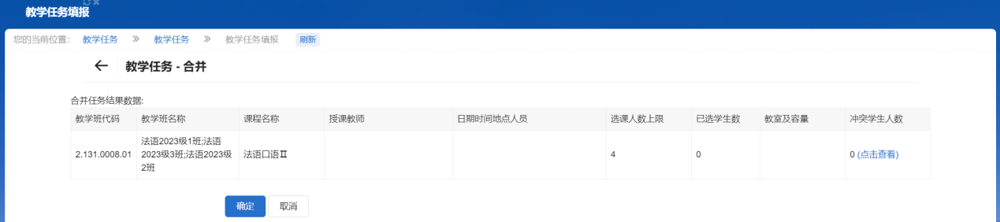 教学任务填报
您的当前位置： 教学任务 » 教学任务 » 教学任务填报 刷新
← 教学任务 - 合并
合并任务结果数据:
教学班代码 教学班名称 课程名称 授课教师 日期时间地点人员 选课人数上限 已选学生数 教室及容量 冲突学生人数
法语2023级1班;法语
2.131.0008.01 2023级3班;法语2023级 法语口语Ⅱ 4 0 0 (点击查看)
2班
确定 取消